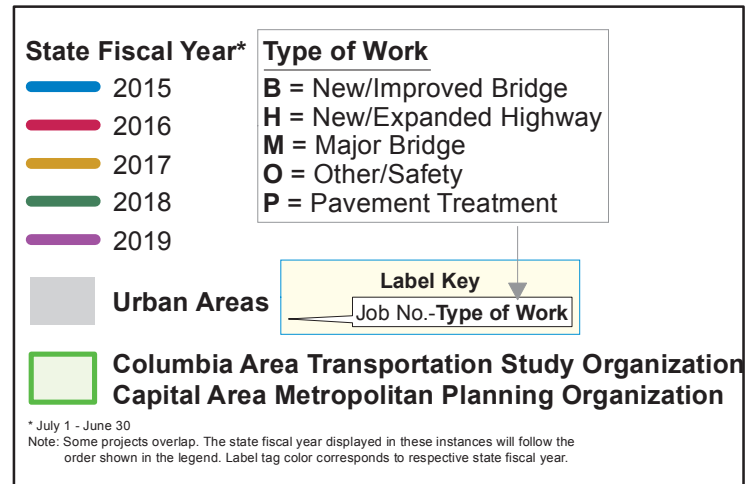 State Fiscal Year*
2015
2016
2017
2018
2019
Type of Work
B = New/Improved Bridge
H = New/Expanded Highway
M = Major Bridge
O = Other/Safety
P = Pavement Treatment
Urban Areas
Label Key
Job No.-Type of Work
Columbia Area Transportation Study Organization
Capital Area Metropolitan Planning Organization
* July 1 - June 30
Note: Some projects overlap. The state fiscal year displayed in these instances will follow the
order shown in the legend. Label tag color corresponds to respective state fiscal year.